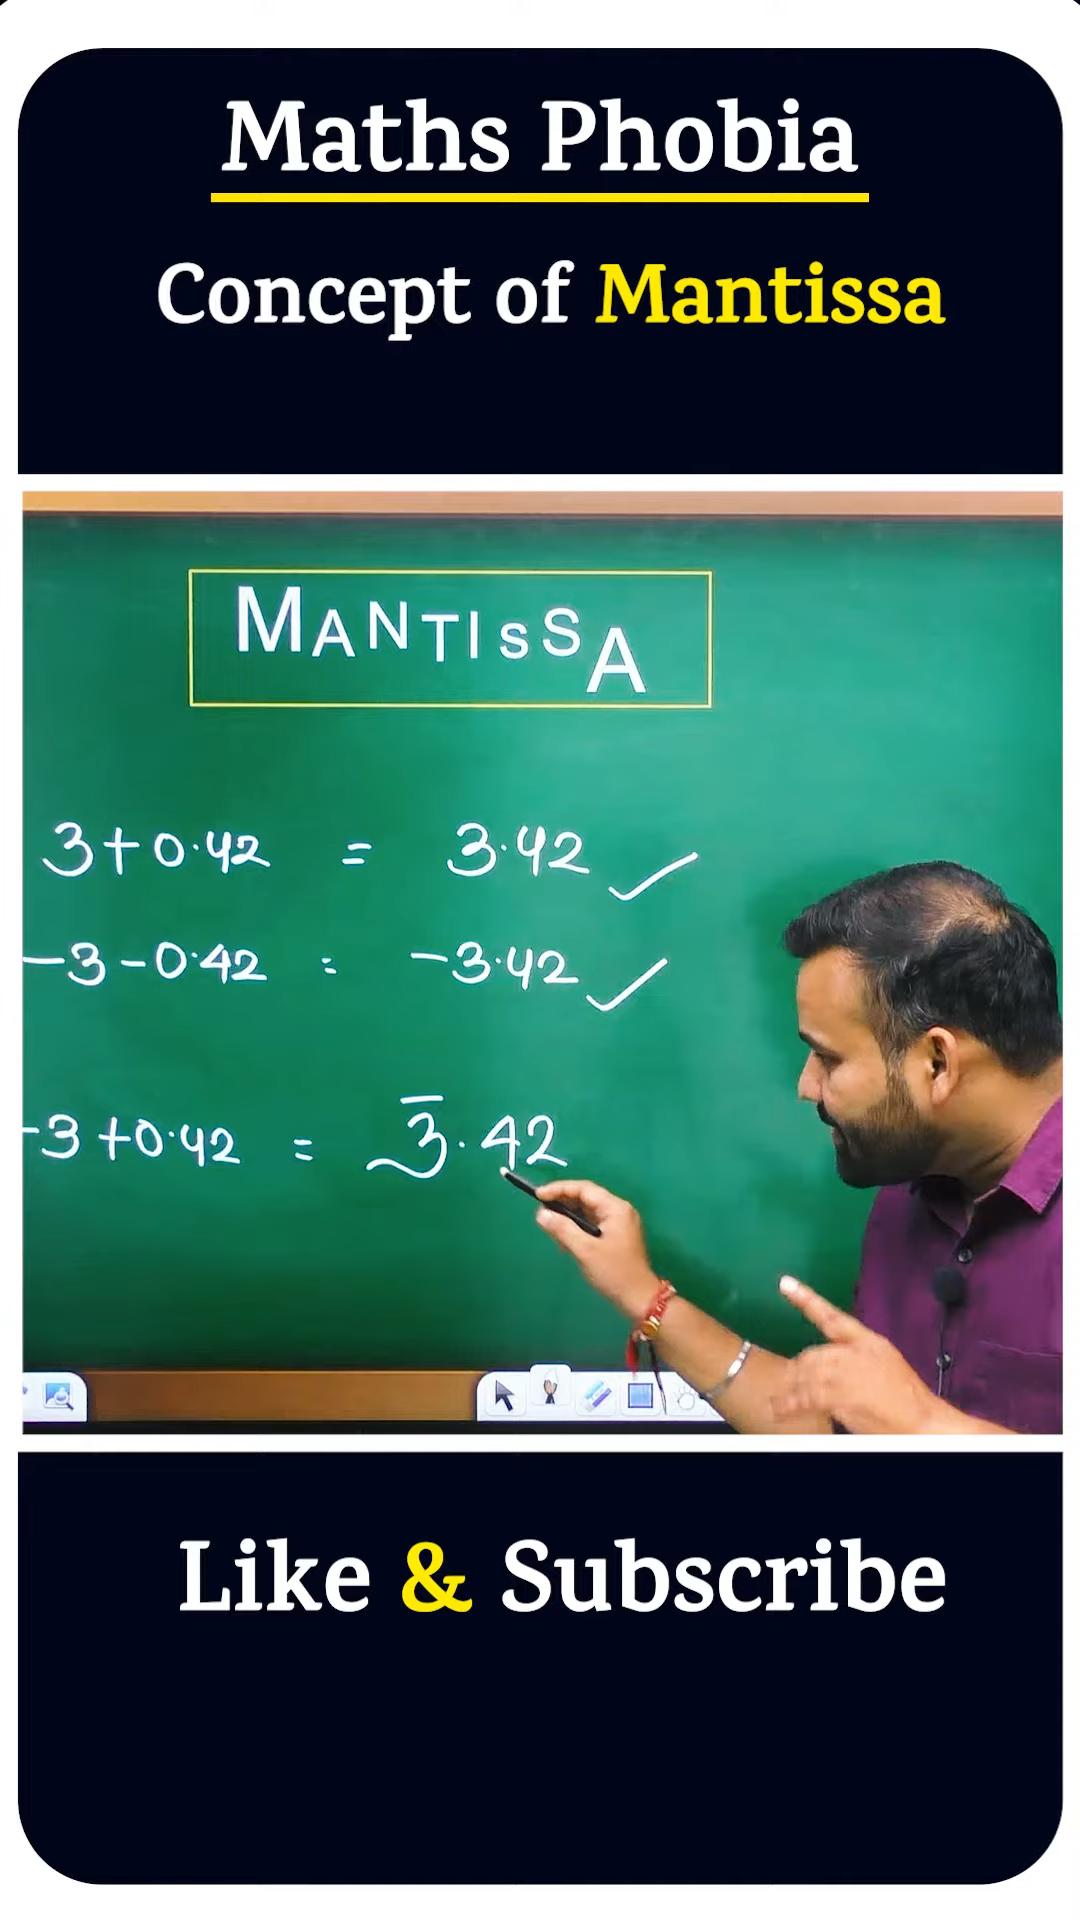 Maths Phobia
Concept of Mantissa
MANTISSA
3+0.42 = 3.42 ✓
-3-0.42 = -3.42 ✓
-3+0.42 = 3̅.42
Like & Subscribe